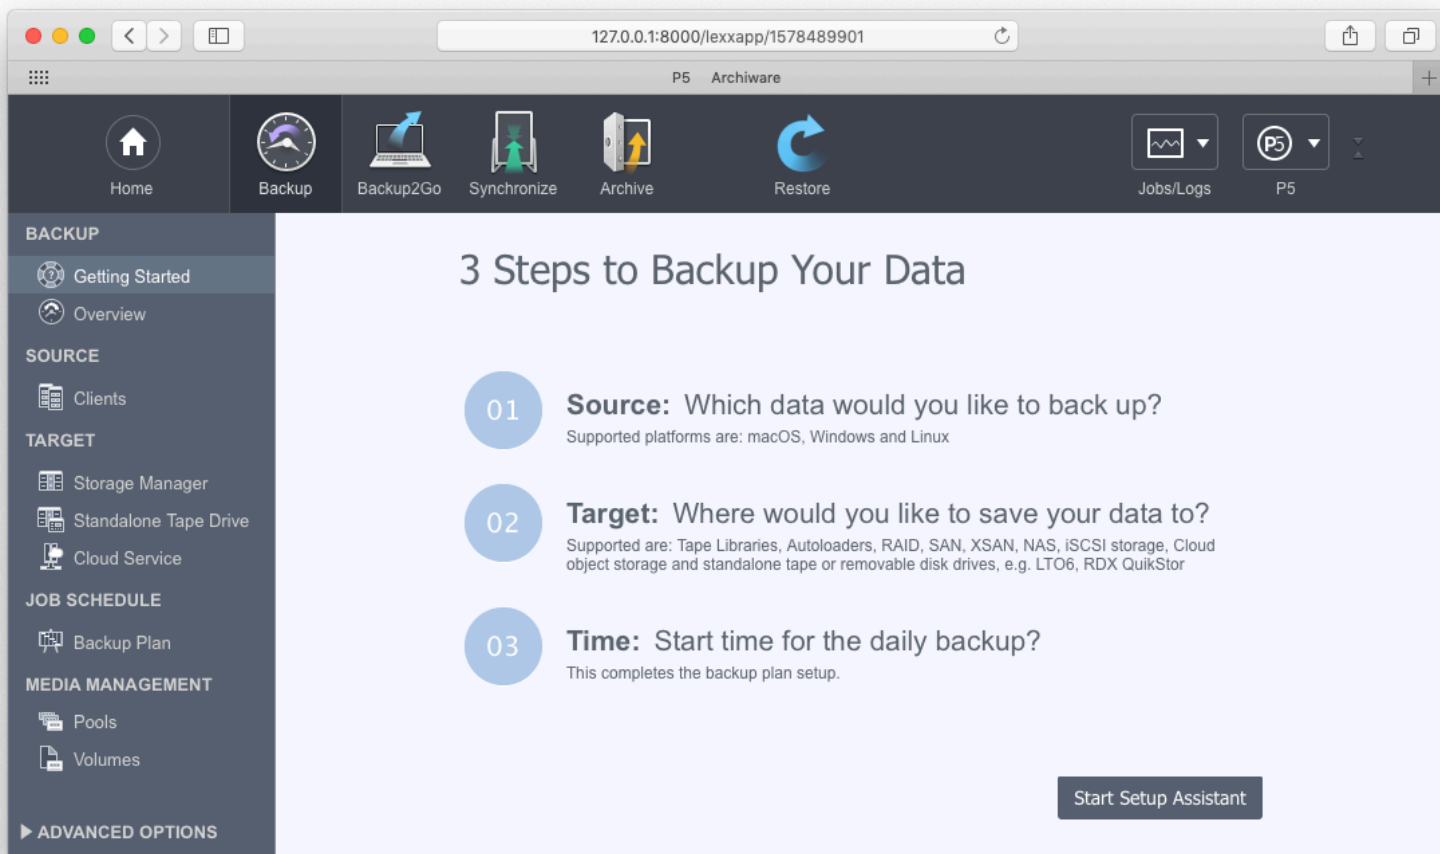 127.0.0.1:8000/lexxapp/1578489901
P5 Archiware
Home
Backup
Backup2Go
Synchronize
Archive
Restore
Jobs/Logs
P5
P5
BACKUP
Getting Started
Overview
SOURCE
Clients
TARGET
Storage Manager
Standalone Tape Drive
Cloud Service
JOB SCHEDULE
Backup Plan
MEDIA MANAGEMENT
Pools
Volumes
ADVANCED OPTIONS
3 Steps to Backup Your Data
01
Source: Which data would you like to back up?
Supported platforms are: macOS, Windows and Linux
02
Target: Where would you like to save your data to?
Supported are: Tape Libraries, Autoloaders, RAID, SAN, XSAN, NAS, iSCSI storage, Cloud
object storage and standalone tape or removable disk drives, e.g. LTO6, RDX QuikStor
03
Time: Start time for the daily backup?
This completes the backup plan setup.
Start Setup Assistant